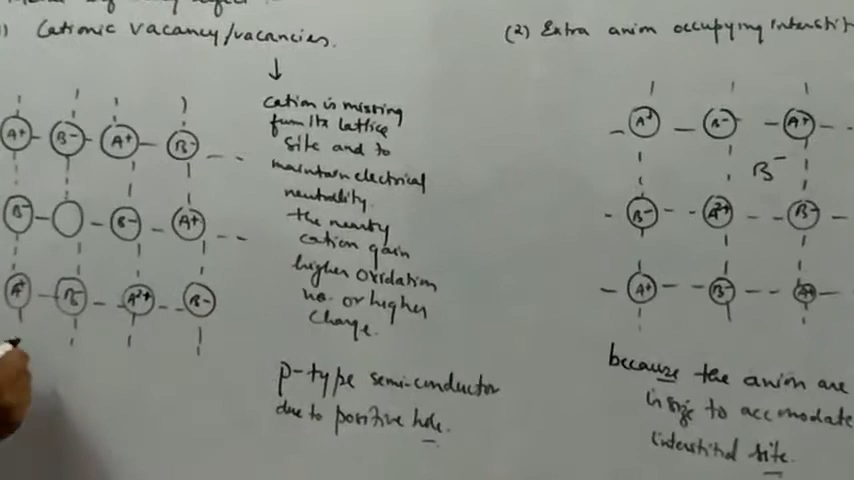 Cationic vacancy/vacancies.
cation is missing
from its lattice
site and to
maintain electrical
neutrality.
the nearby
cation gain
higher oxidation
no. or higher
charge.
A+ B- A+ B-
B- B- A+
A+ B- A2+ B-
p-type semi-conductor
due to positive hole.
(2) Extra anion occupying interstit
A+ B- A+
B-
B- A2+ B-
A+ B- A+
because the anion are
in size to accomodate
interstitial site.